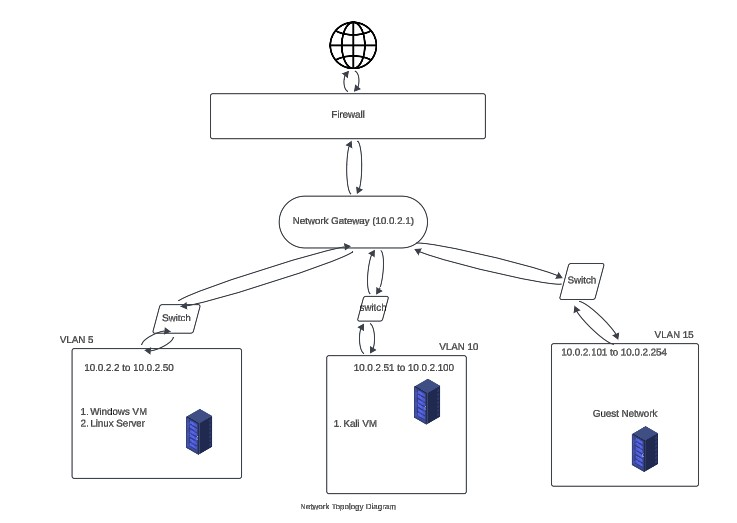 Firewall
Network Gateway (10.0.2.1)
Switch
switch
Switch
VLAN 5
10.0.2.2 to 10.0.2.50
1. Windows VM
2. Linux Server
VLAN 10
10.0.2.51 to 10.0.2.100
1. Kali VM
VLAN 15
10.0.2.101 to 10.0.2.254
Guest Network
Network Topology Diagram